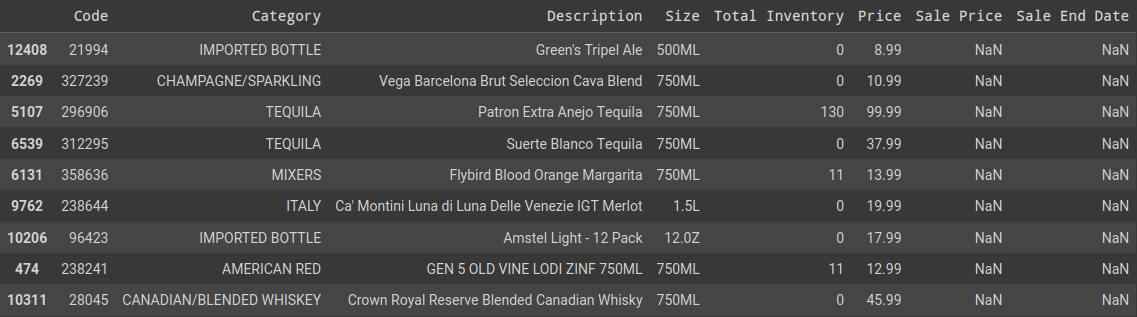 Code Category Description Size Total Inventory Price Sale Price Sale End Date
12408 21994 IMPORTED BOTTLE Green's Tripel Ale 500ML 0 8.99 NaN NaN
2269 327239 CHAMPAGNE/SPARKLING Vega Barcelona Brut Seleccion Cava Blend 750ML 0 10.99 NaN NaN
5107 296906 TEQUILA Patron Extra Anejo Tequila 750ML 130 99.99 NaN NaN
6539 312295 TEQUILA Suerte Blanco Tequila 750ML 0 37.99 NaN NaN
6131 358636 MIXERS Flybird Blood Orange Margarita 750ML 11 13.99 NaN NaN
9762 238644 ITALY Ca' Montini Luna di Luna Delle Venezie IGT Merlot 1.5L 0 19.99 NaN NaN
10206 96423 IMPORTED BOTTLE Amstel Light - 12 Pack 12.0Z 0 17.99 NaN NaN
474 238241 AMERICAN RED GEN 5 OLD VINE LODI ZINF 750ML 750ML 11 12.99 NaN NaN
10311 28045 CANADIAN/BLENDED WHISKEY Crown Royal Reserve Blended Canadian Whisky 750ML 0 45.99 NaN NaN